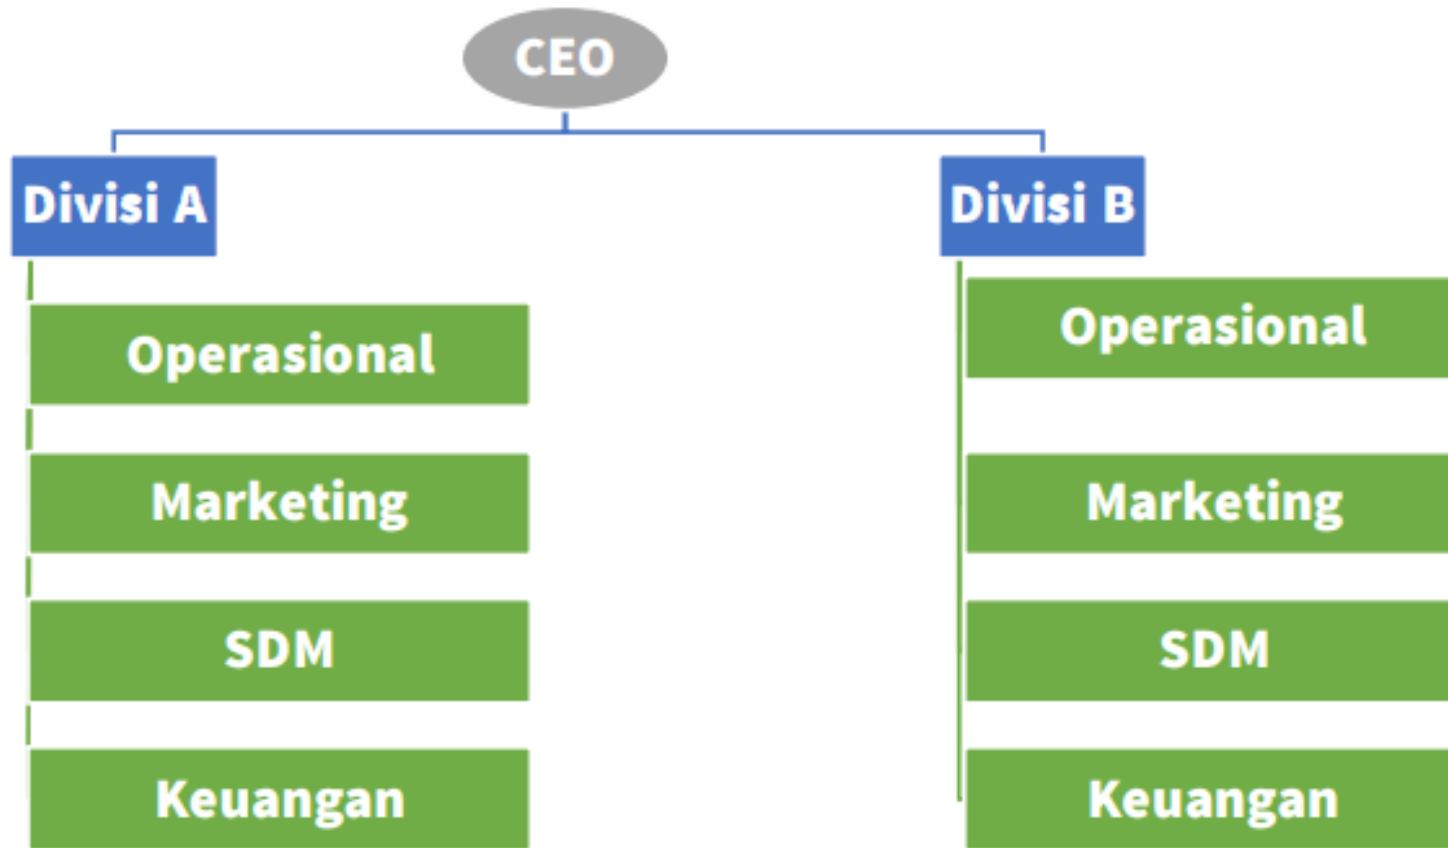 CEO
Divisi A
Operasional
Marketing
SDM
Keuangan
Divisi B
Operasional
Marketing
SDM
Keuangan